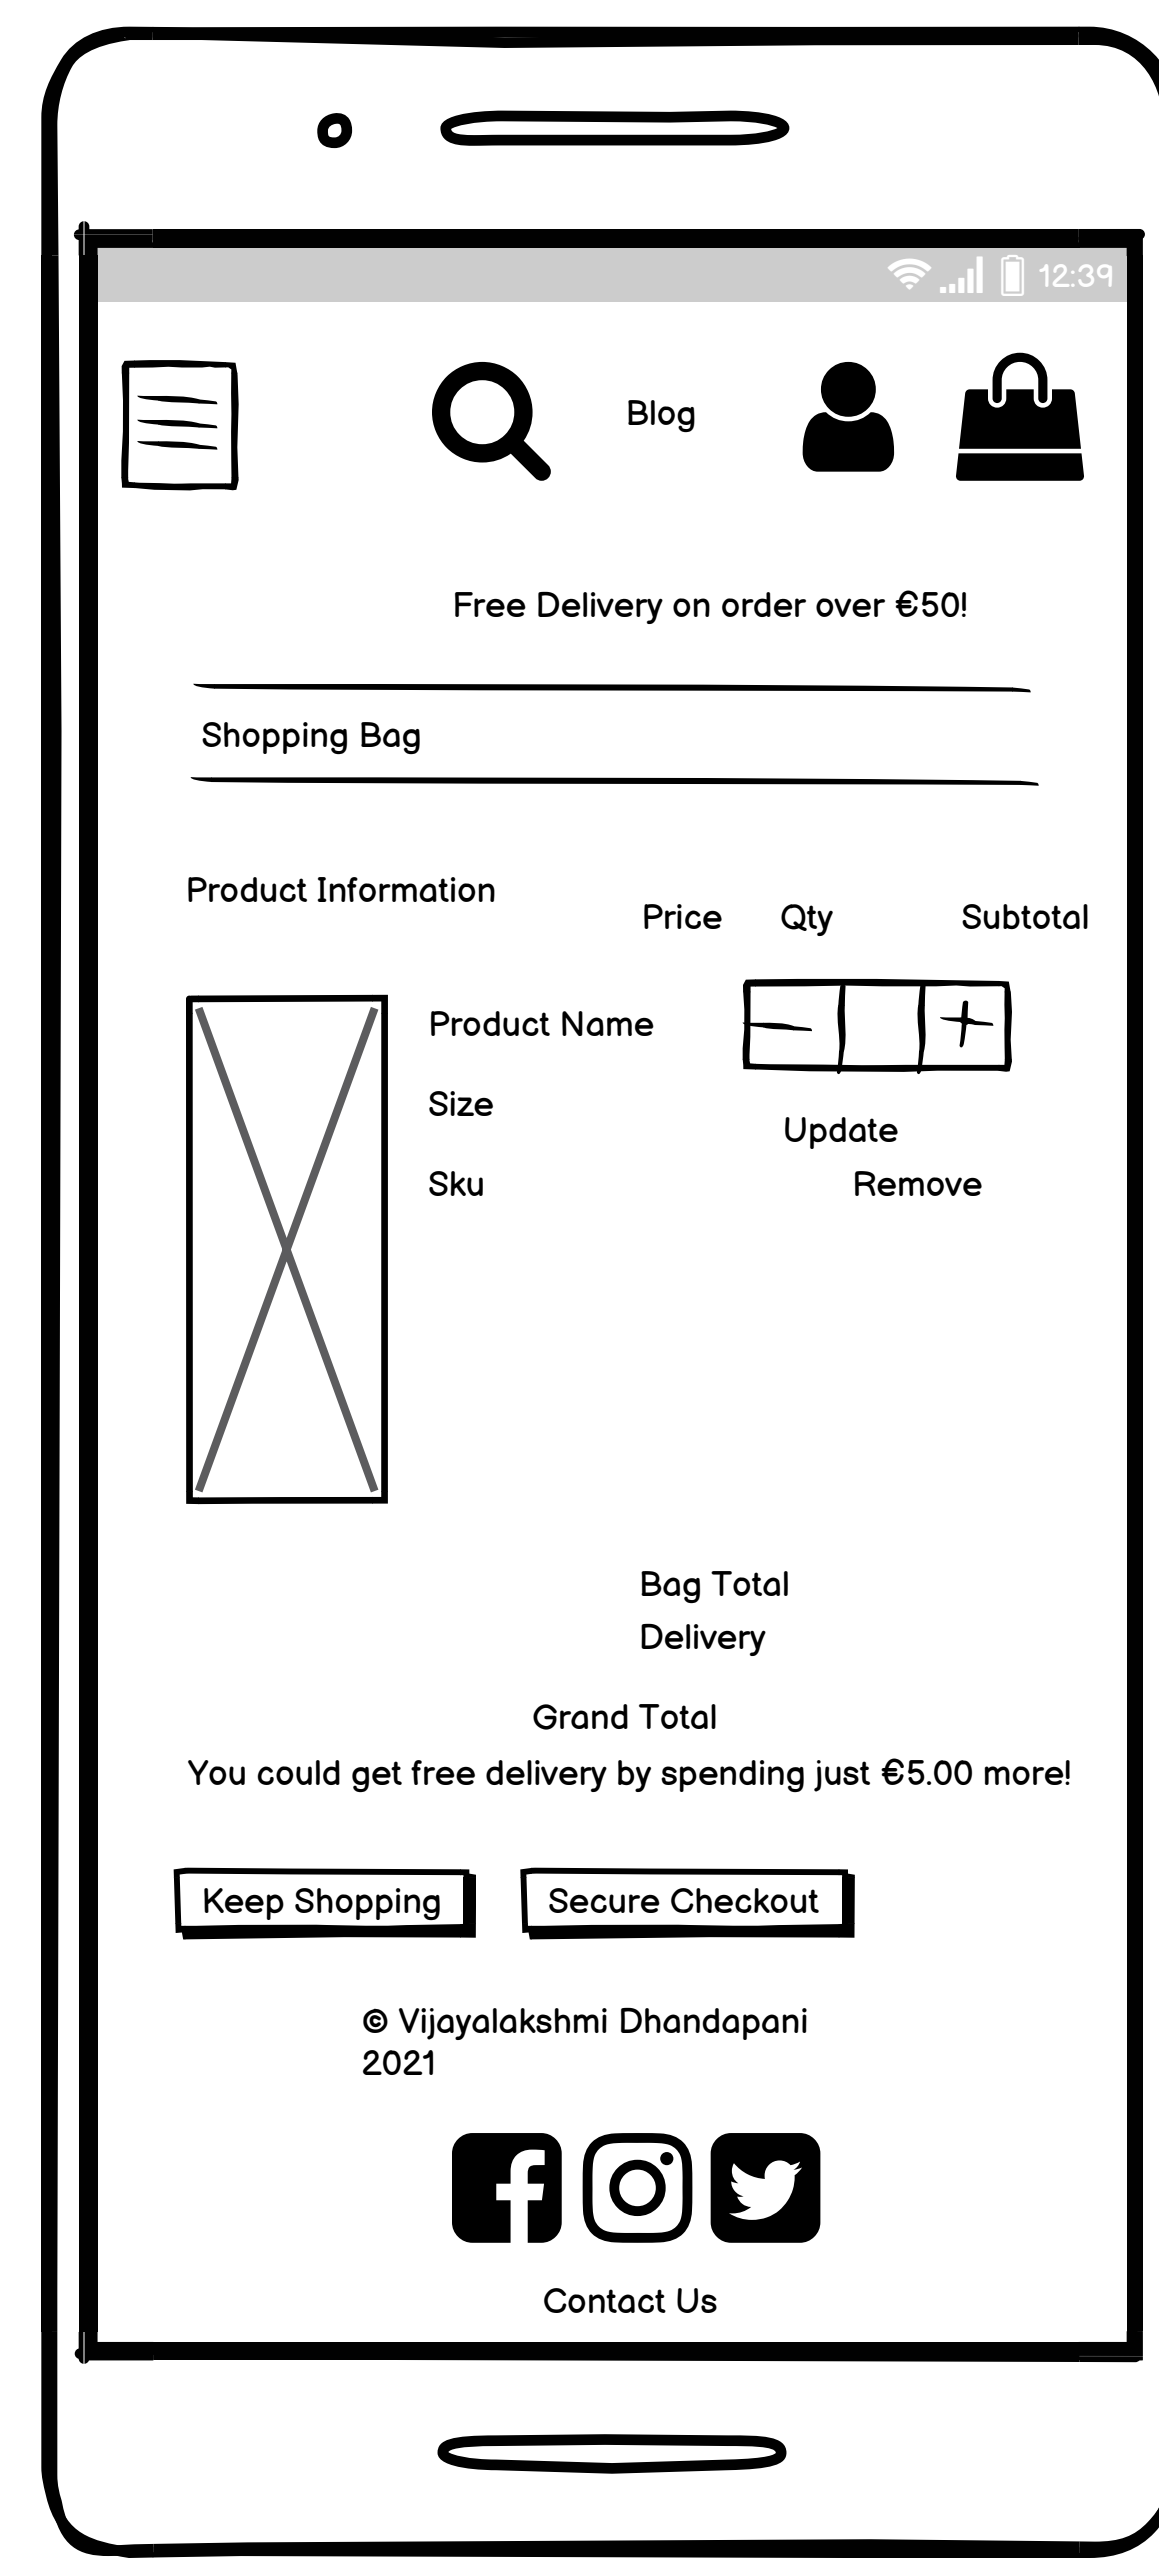 12:39
Blog
Free Delivery on order over €50!
Shopping Bag
Product Information
Price Qty Subtotal
Product Name
Size
Update
Sku
Remove
Bag Total
Delivery
Grand Total
You could get free delivery by spending just €5.00 more!
Keep Shopping Secure Checkout
© Vijayalakshmi Dhandapani
2021
Contact Us